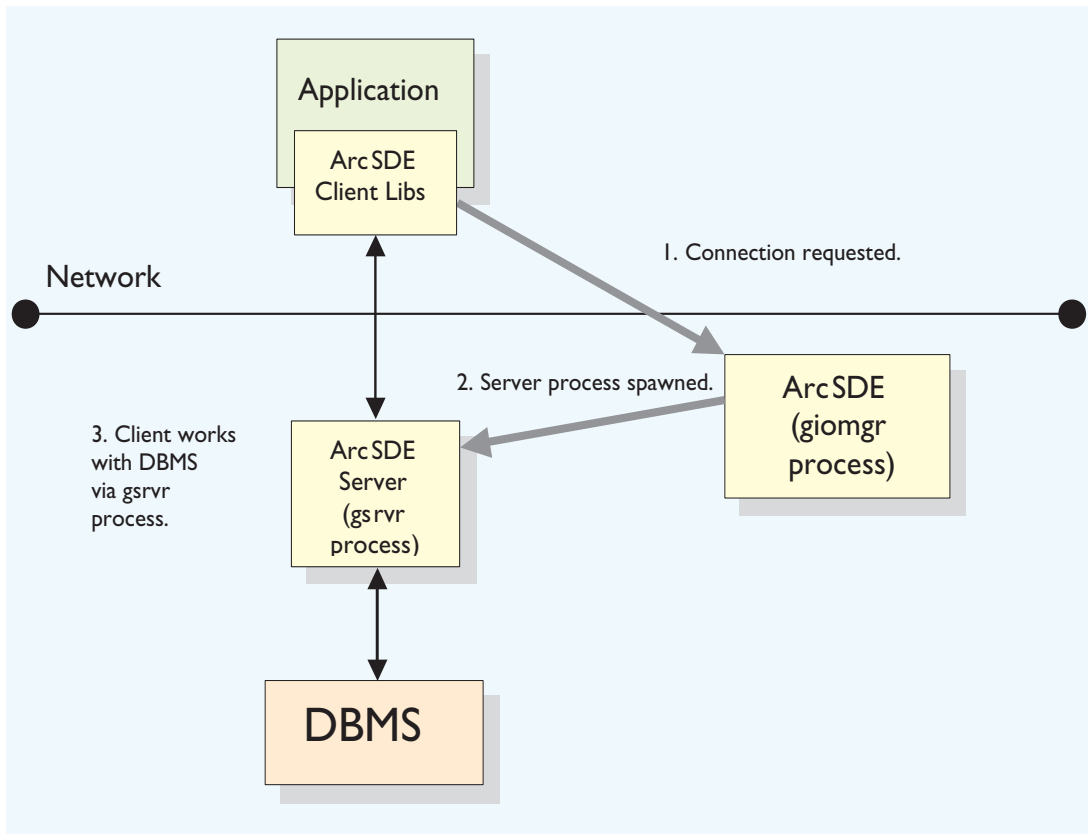 Application
ArcSDE
Client Libs
1. Connection requested.
Network
2. Server process spawned.
ArcSDE
(giomgr
process)
3. Client works
with DBMS
via gsrvr
process.
ArcSDE
Server
(gsrvr
process)
DBMS